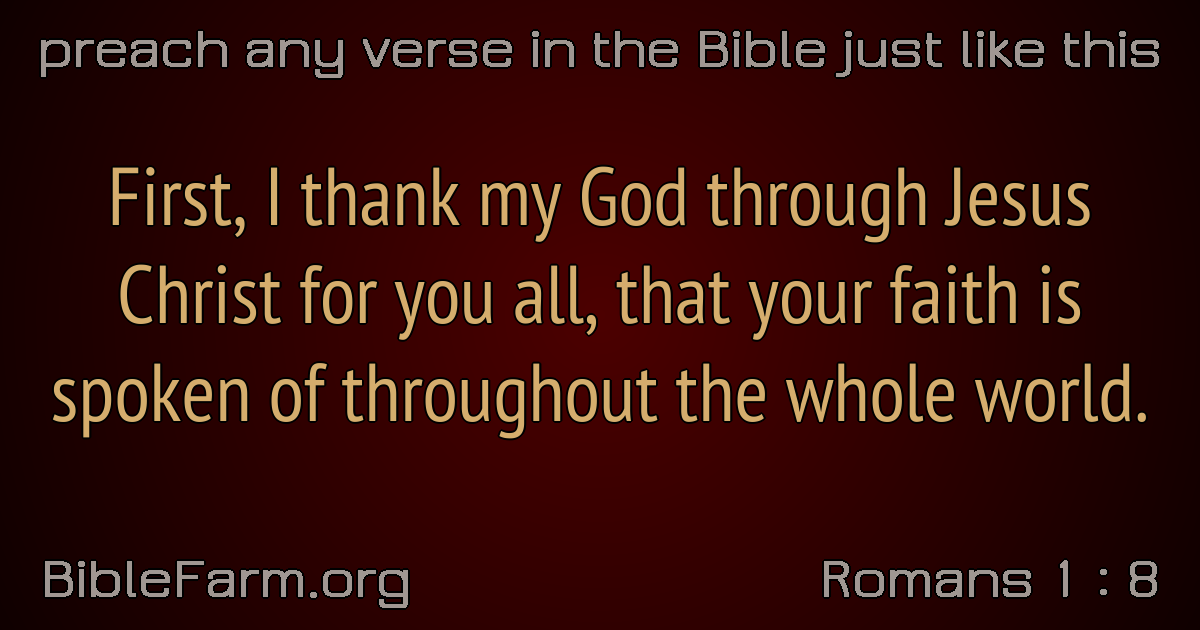 preach any verse in the Bible just like this
First, I thank my God through Jesus
Christ for you all, that your faith is
spoken of throughout the whole world.
BibleFarm.org
Romans 1 : 8